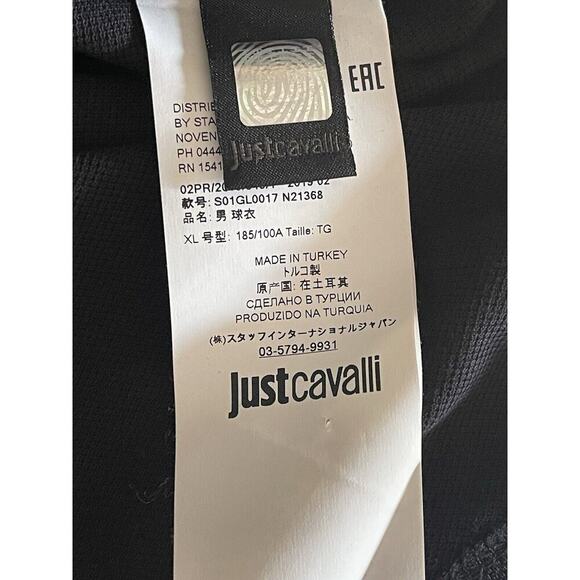 EAC
BY
PH 0444
RN 1541
Justcavalli
款号: S01GL0017 N21368
品名: 男 球衣
XL 号型: 185/100A Taille: TG
MADE IN TURKEY
トルコ製
原产国: 在土耳其
СДЕЛАНО В ТУРЦИИ
PRODUZIDO NA TURQUIA
(株)スタッフインターナショナルジャパン
03-5794-9931
Justcavalli